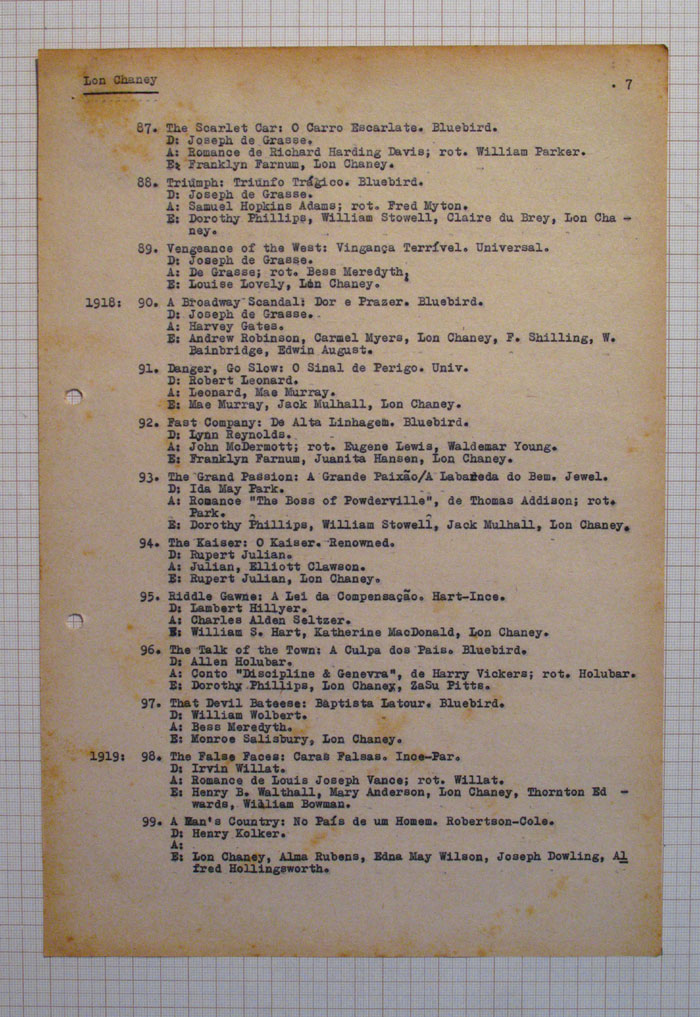 Lon Chaney
. 7
87. The Scarlet Car: O Carro Escarlate. Bluebird.
D: Joseph de Grasse.
A: Romance de Richard Harding Davis; rot. William Parker.
E: Franklyn Farnum, Lon Chaney.
88. Triumph: Triunfo Trágico. Bluebird.
D: Joseph de Grasse.
A: Samuel Hopkins Adams; rot. Fred Myton.
E: Dorothy Phillips, William Stowell, Claire du Brey, Lon Cha -
ney.
89. Vengeance of the West: Vingança Terrível. Universal.
D: Joseph de Grasse.
A: De Grasse; rot. Bess Meredyth.
E: Louise Lovely, Lon Chaney.
1918: 90. A Broadway Scandal: Dor e Prazer. Bluebird.
D: Joseph de Grasse.
A: Harvey Gates.
E: Andrew Robinson, Carmel Myers, Lon Chaney, F. Shilling, W.
Bainbridge, Edwin August.
91. Danger, Go Slow: O Sinal de Perigo. Univ.
D: Robert Leonard.
A: Leonard, Mae Murray.
E: Mae Murray, Jack Mulhall, Lon Chaney.
92. Fast Company: De Alta Linhagem. Bluebird.
D: Lynn Reynolds.
A: John McDermott; rot. Eugene Lewis, Waldemar Young.
E: Franklyn Farnum, Juanita Hansen, Lon Chaney.
93. The Grand Passion: A Grande Paixão/A Labareda do Bem. Jewel.
D: Ida May Park.
A: Romance "The Boss of Powderville", de Thomas Addison; rot.
Park.
E: Dorothy Phillips, William Stowell, Jack Mulhall, Lon Chaney.
94. The Kaiser: O Kaiser. Renowned.
D: Rupert Julian.
A: Julian, Elliott Clawson.
E: Rupert Julian, Lon Chaney.
95. Riddle Gawne: A Lei da Compensação. Hart-Ince.
D: Lambert Hillyer.
A: Charles Alden Seltzer.
E: William S. Hart, Katherine MacDonald, Lon Chaney.
96. The Talk of the Town: A Culpa dos Pais. Bluebird.
D: Allen Holubar.
A: Conto "Discipline & Genevra", de Harry Vickers; rot. Holubar.
E: Dorothy Phillips, Lon Chaney, ZaSu Pitts.
97. That Devil Bateese: Baptista Latour. Bluebird.
D: William Wolbert.
A: Bess Meredyth.
E: Monroe Salisbury, Lon Chaney.
1919: 98. The False Faces: Caras Falsas. Ince-Par.
D: Irvin Willat.
A: Romance de Louis Joseph Vance; rot. Willat.
E: Henry B. Walthall, Mary Anderson, Lon Chaney, Thornton Ed -
wards, William Bowman.
99. A Man's Country: No País de um Homem. Robertson-Cole.
D: Henry Kolker.
A:
E: Lon Chaney, Alma Rubens, Edna May Wilson, Joseph Dowling, Al
fred Hollingsworth.